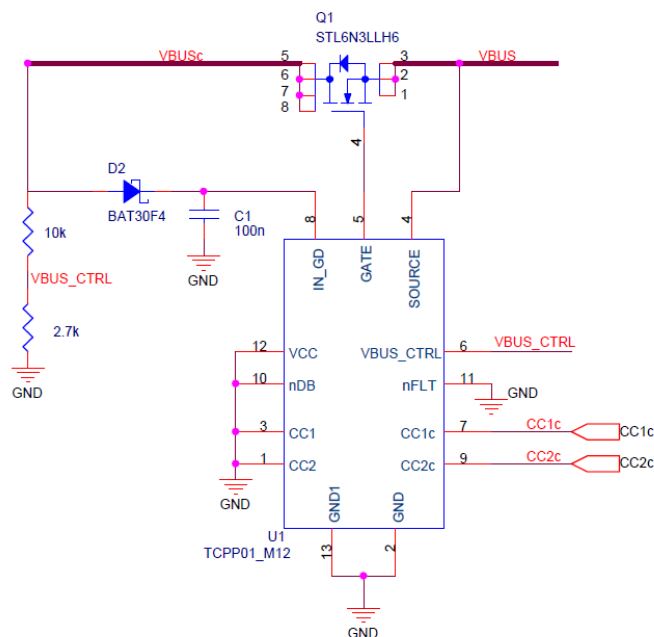 Q1
STL6N3LLH6
VBUSc
5
3
VBUS
6
2
7
1
8
4
D2
8
5
4
10k
BAT30F4
C1
100n
IN_GD
GATE
SOURCE
VBUS_CTRL
GND
2.7k
12
VCC
VBUS_CTRL
6
VBUS_CTRL
GND
10
nDB
nFLT
11
GND
3
CC1
CC1c
7
CC1c
CC1c
1
CC2
CC2c
9
CC2c
CC2c
GND
GND1
GND
U1
TCPP01_M12
13
2
GND